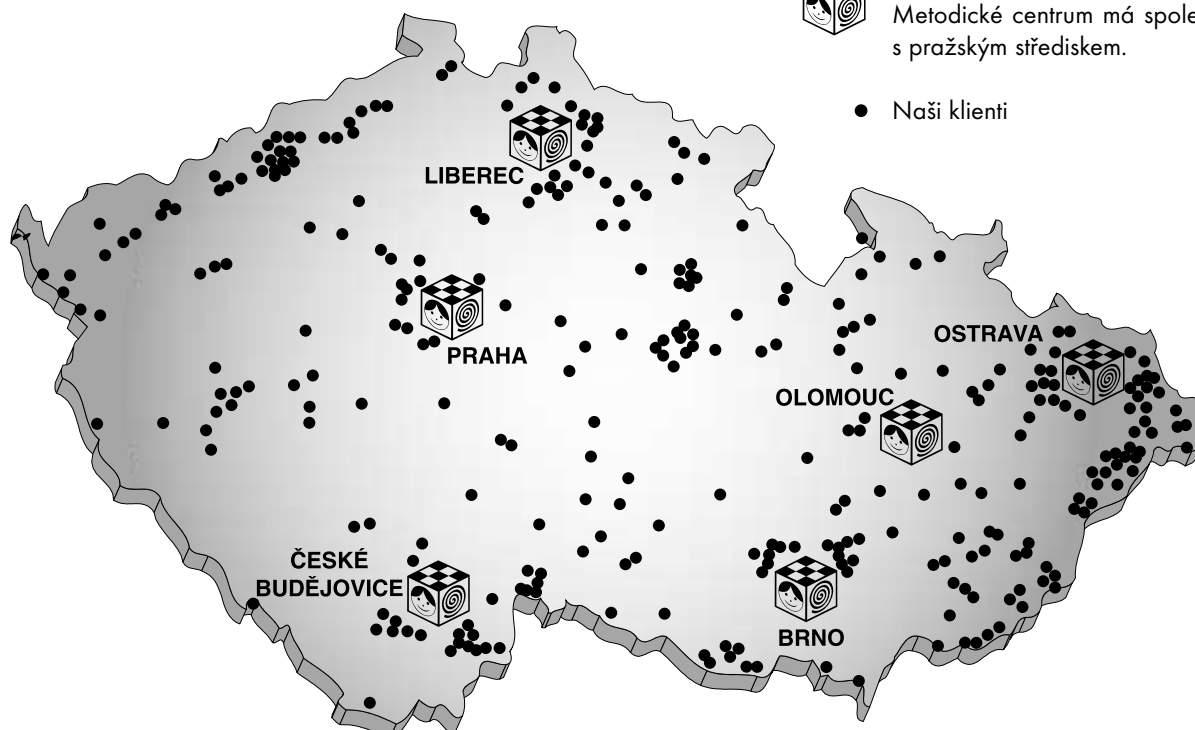 Metodické centrum má spole
s pražským střediskem.
Naši klienti
LIBEREC
PRAHA
OSTRAVA
OLOMOUC
ČESKÉ
BUDĚJOVICE
BRNO